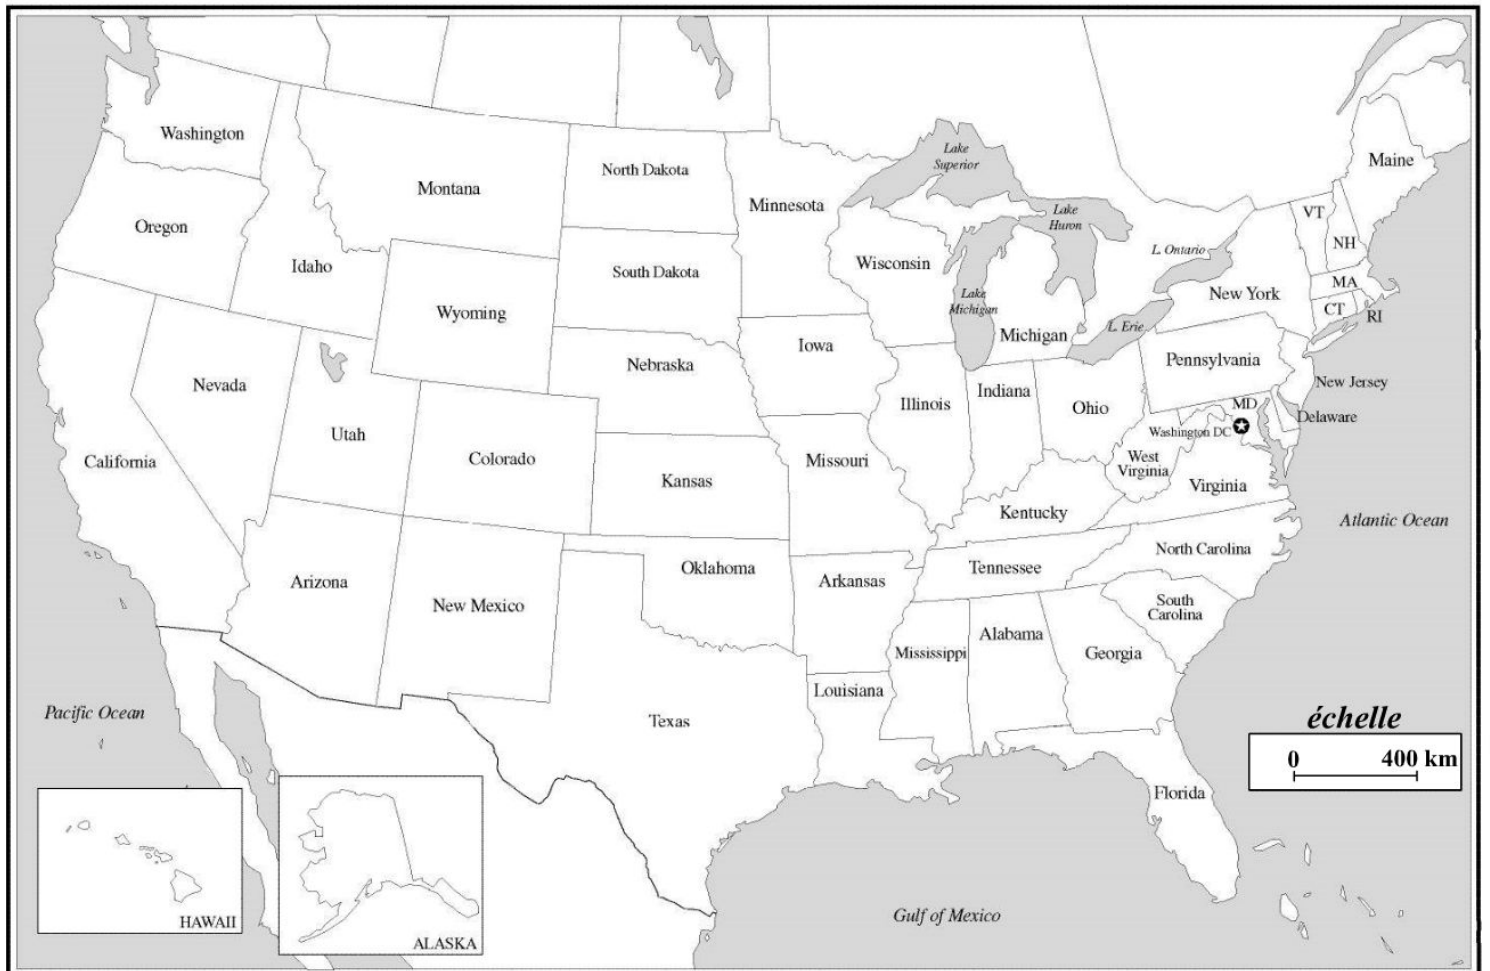 Washington
Oregon
Idaho
Montana
Wyoming
North Dakota
South Dakota
Nebraska
Minnesota
Iowa
Wisconsin
Lake
Superior
Lake
Huron
Lake
Michigan
Michigan
L. Ontario
L. Erie
Maine
VT
NH
MA
CT
RI
New York
Pennsylvania
New Jersey
Delaware
MD
Washington DC
California
Nevada
Utah
Colorado
Kansas
Missouri
Illinois
Indiana
Ohio
West
Virginia
Virginia
Kentucky
Atlantic Ocean
Arizona
New Mexico
Oklahoma
Arkansas
Tennessee
North Carolina
South
Carolina
Texas
Louisiana
Mississippi
Alabama
Georgia
Florida
Pacific Ocean
Gulf of Mexico
échelle
0 400 km
HAWAII
ALASKA